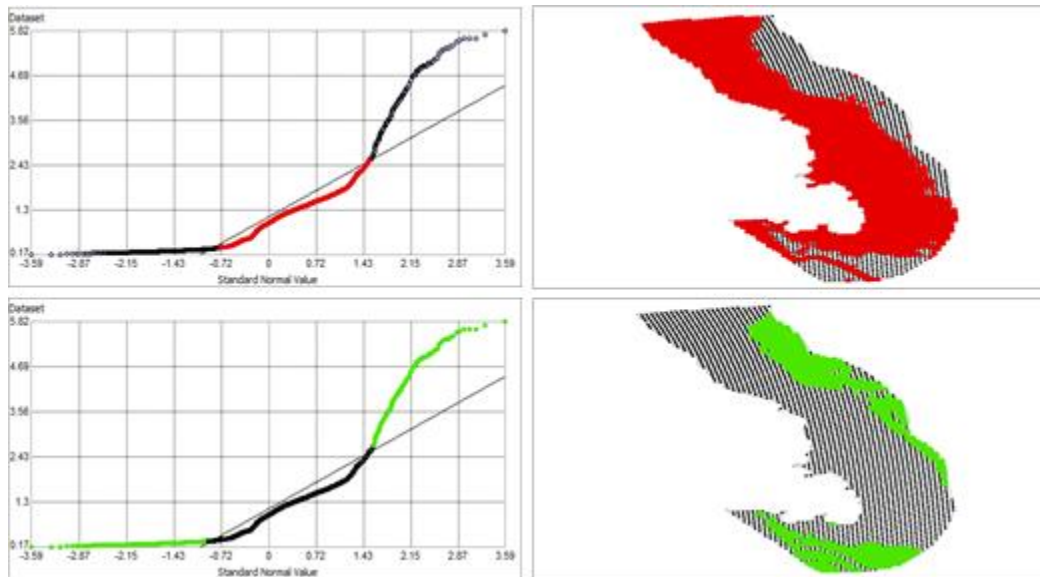 Dataset
5.62
4.69
3.56
2.43
1.3
0.17
-3.59 -2.87 -2.15 -1.43 -0.72 0 0.72 1.43 2.15 2.87 3.59
Standard Normal Value
Dataset
5.62
4.69
3.56
2.43
1.3
0.17
-3.59 -2.87 -2.15 -1.43 -0.72 0 0.72 1.43 2.15 2.87 3.59
Standard Normal Value